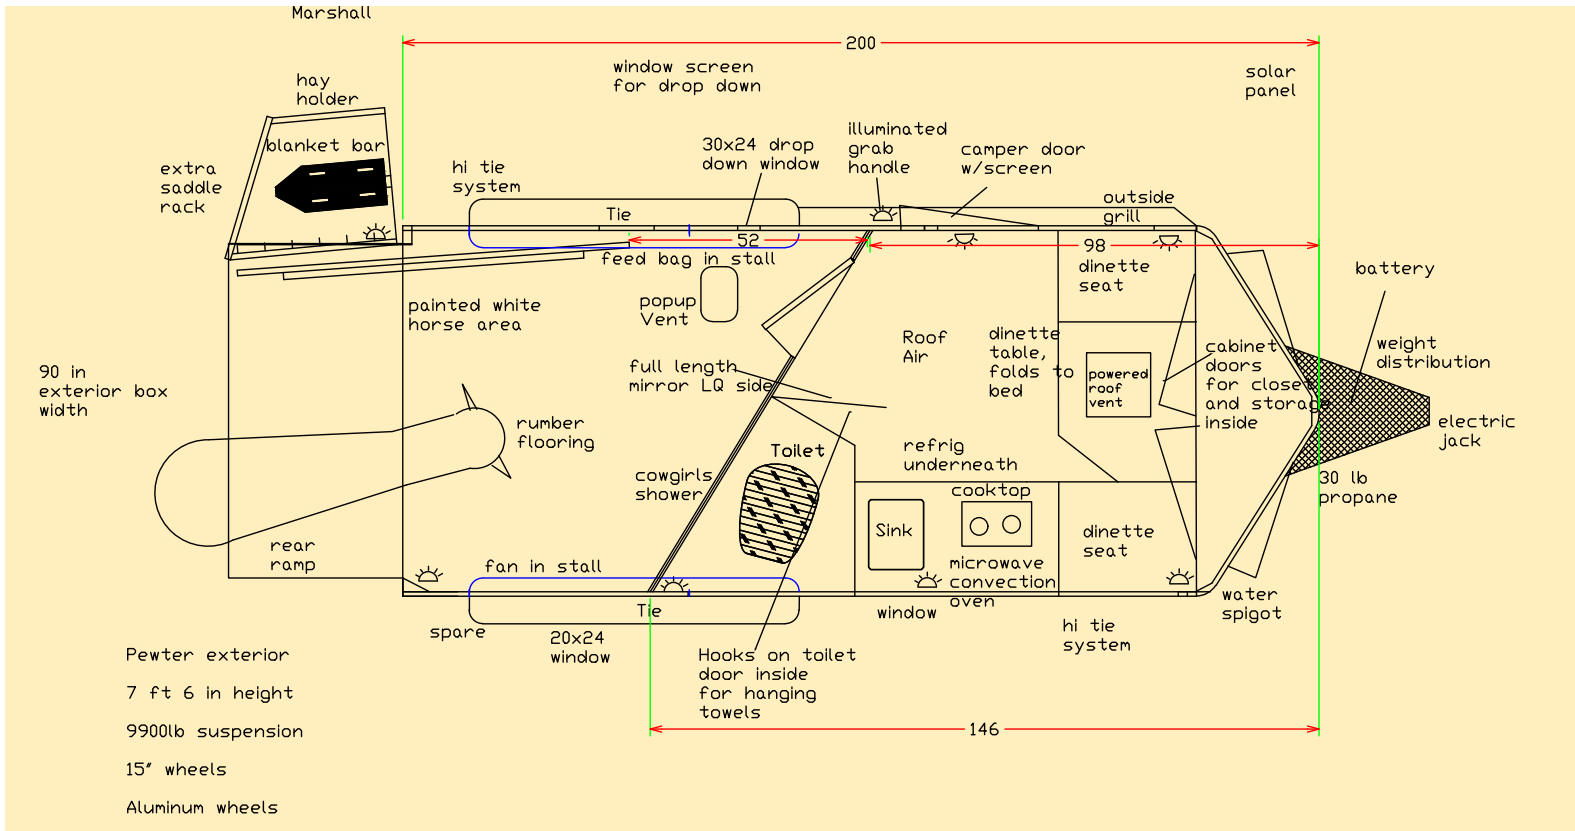 Marshall
200
window screen
for drop down
solar
panel
hay
holder
blanket bar
extra
saddle
rack
hi tie
system
30x24 drop
down window
illuminated
grab
handle
camper door
w/screen
outside
grill
Tie
52
98
feed bag in stall
dinette
seat
battery
painted white
horse area
popup
Vent
Roof
Air
dinette
table,
folds to
bed
powered
roof
vent
cabinet
doors
for closet
and storage
inside
weight
distribution
90 in
exterior box
width
full length
mirror LQ side
rumber
flooring
electric
jack
Toilet
refrig
underneath
cowgirls
shower
cooktop
30 lb
propane
Sink
dinette
seat
rear
ramp
fan in stall
microwave
convection
oven
Tie
window
water
spigot
spare
20x24
window
hi tie
system
Hooks on toilet
door inside
for hanging
towels
146
Pewter exterior
7 ft 6 in height
9900lb suspension
15" wheels
Aluminum wheels